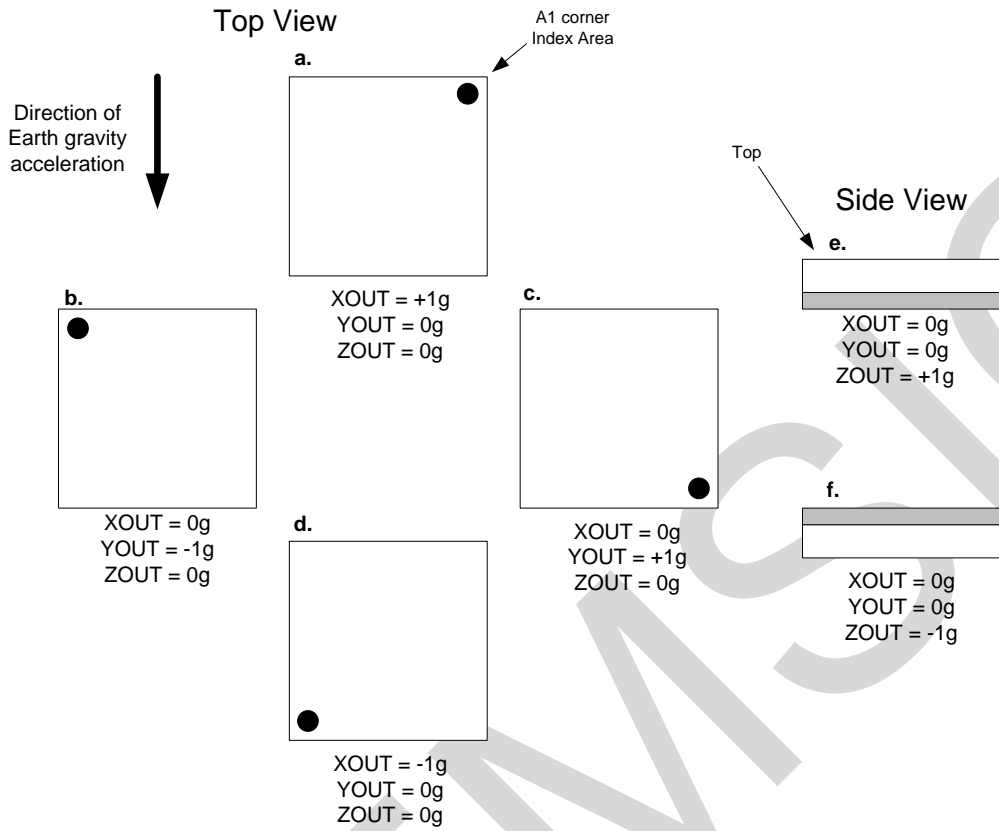 Top View
A1 corner
Index Area
a.
Direction of
Earth gravity
acceleration
Top
Side View
e.
XOUT = +1g
YOUT = 0g
ZOUT = 0g
b.
c.
XOUT = 0g
YOUT = 0g
ZOUT = +1g
XOUT = 0g
YOUT = -1g
ZOUT = 0g
d.
XOUT = 0g
YOUT = +1g
ZOUT = 0g
f.
XOUT = 0g
YOUT = 0g
ZOUT = -1g
XOUT = -1g
YOUT = 0g
ZOUT = 0g